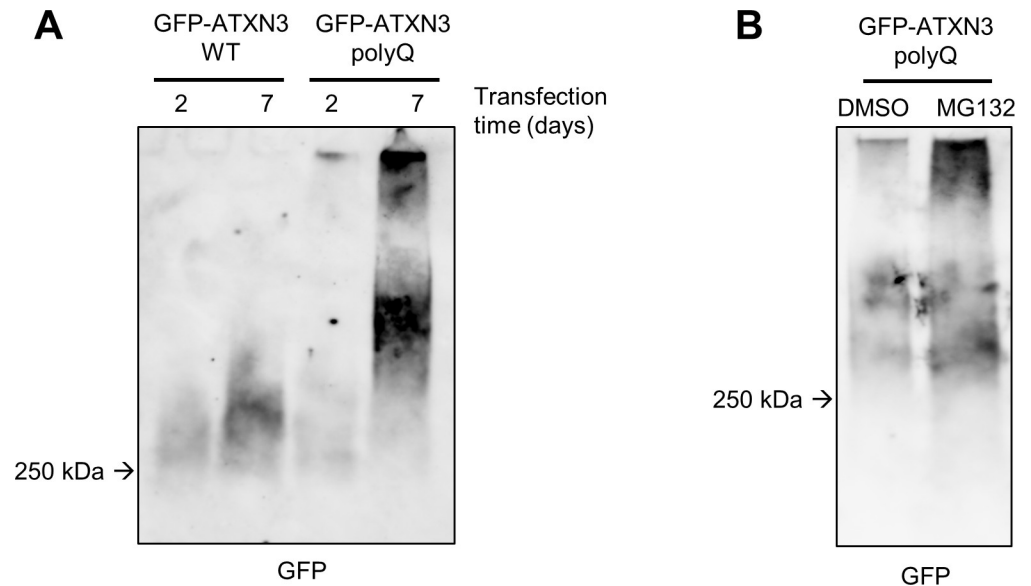 A
GFP-ATXN3 GFP-ATXN3
WT polyQ
2 7 2 7
Transfection
time (days)
250 kDa →
GFP
B
GFP-ATXN3
polyQ
DMSO MG132
250 kDa →
GFP